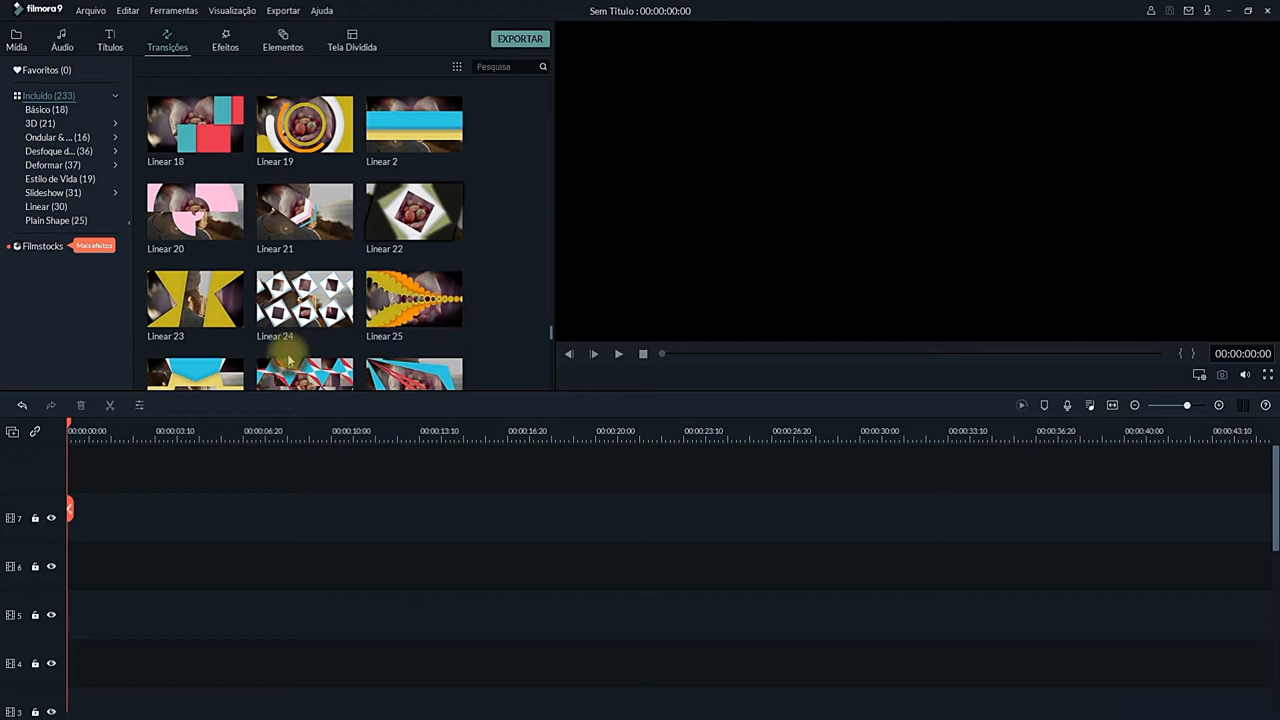 filmora9 Arquivo Editar Ferramentas Visualização Exportar Ajuda Sem Título : 00:00:00:00
Mídia Áudio Títulos Transições Efeitos Elementos Tela Dividida EXPORTAR
Favoritos (0) Pesquisa
Incluído (233)
Básico (18)
3D (21)
Ondular & ... (16)
Desfoque d... (36)
Deformar (37)
Estilo de Vida (19)
Slideshow (31)
Linear (30)
Plain Shape (25)
Filmstocks Mais efeitos
Linear 18 Linear 19 Linear 2
Linear 20 Linear 21 Linear 22
Linear 23 Linear 24 Linear 25
00:00:00:00
00:00:00:00 00:00:03:10 00:00:06:20 00:00:10:00 00:00:13:10 00:00:16:20 00:00:20:00 00:00:23:10 00:00:26:20 00:00:30:00 00:00:33:10 00:00:36:20 00:00:40:00 00:00:43:10
7
6
5
4
3